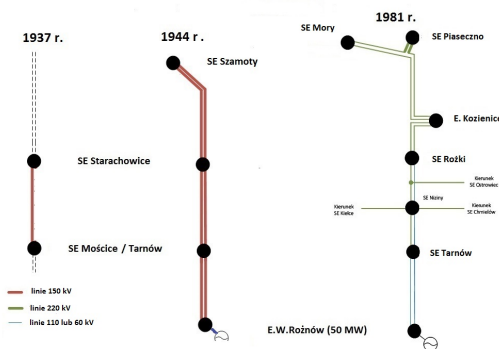 1937 r.
1944 r .
1981 r.
SE Mory
SE Piaseczno
SE Szamoty
E. Kozienice
SE Starachowice
SE Rożki
Kierunek
SE Ostrowiec
SE Niziny
Kierunek
SE Kielce
Kierunek
SE Chmielów
SE Mościce / Tarnów
SE Tarnów
linie 150 kV
linie 220 kV
linie 110 lub 60 kV
E.W.Rożnów (50 MW)